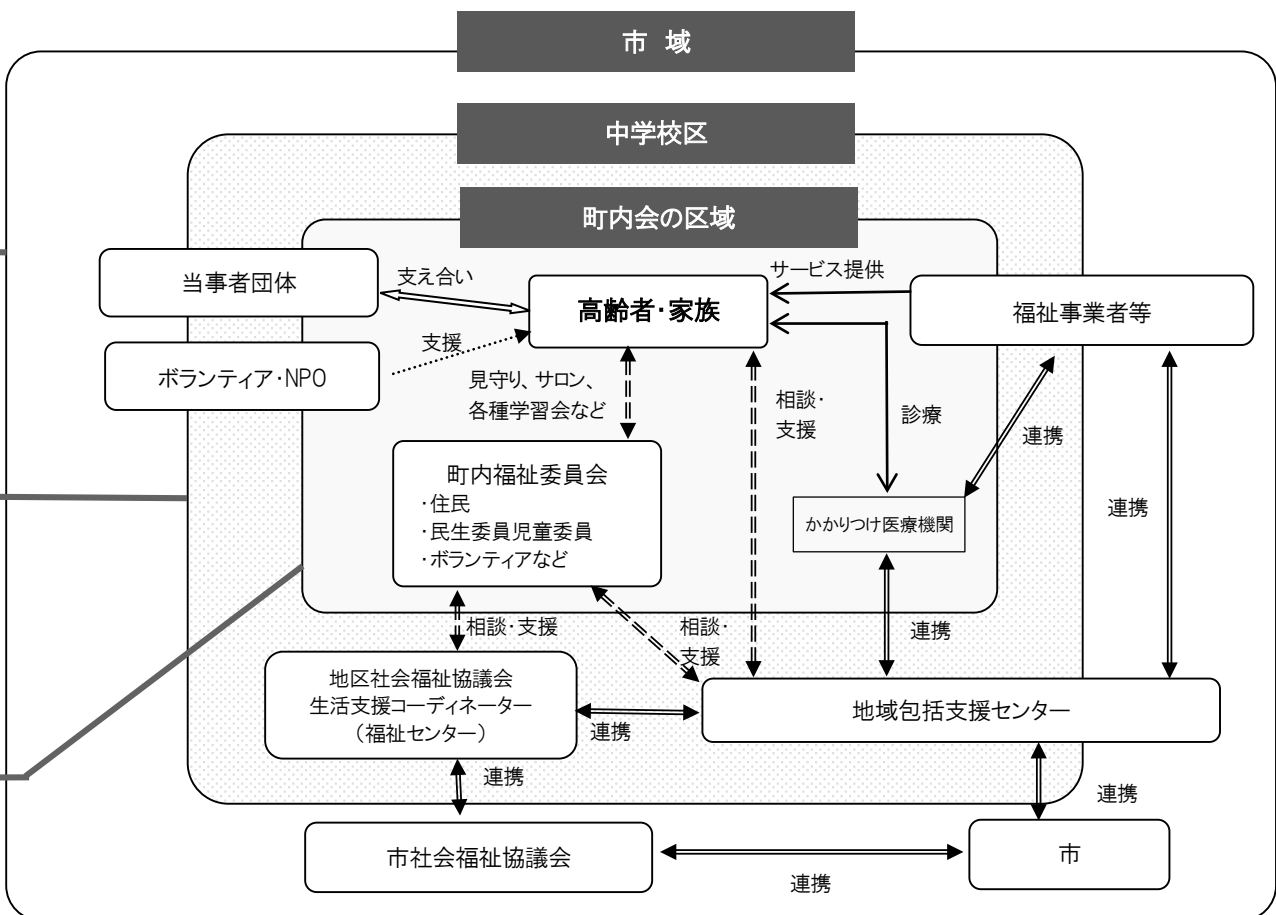 市 域
中学校区
町内会の区域
当事者団体
支え合い
サービス提供
高齢者・家族
福祉事業者等
ボランティア・NPO
支援
見守り、サロン、
各種学習会など
相談・
支援
診療
連携
連携
町内福祉委員会
・住民
・民生委員児童委員
・ボランティアなど
かかりつけ医療機関
相談・支援
相談・
支援
連携
地区社会福祉協議会
生活支援コーディネーター
（福祉センター）
連携
地域包括支援センター
連携
連携
市社会福祉協議会
連携
市